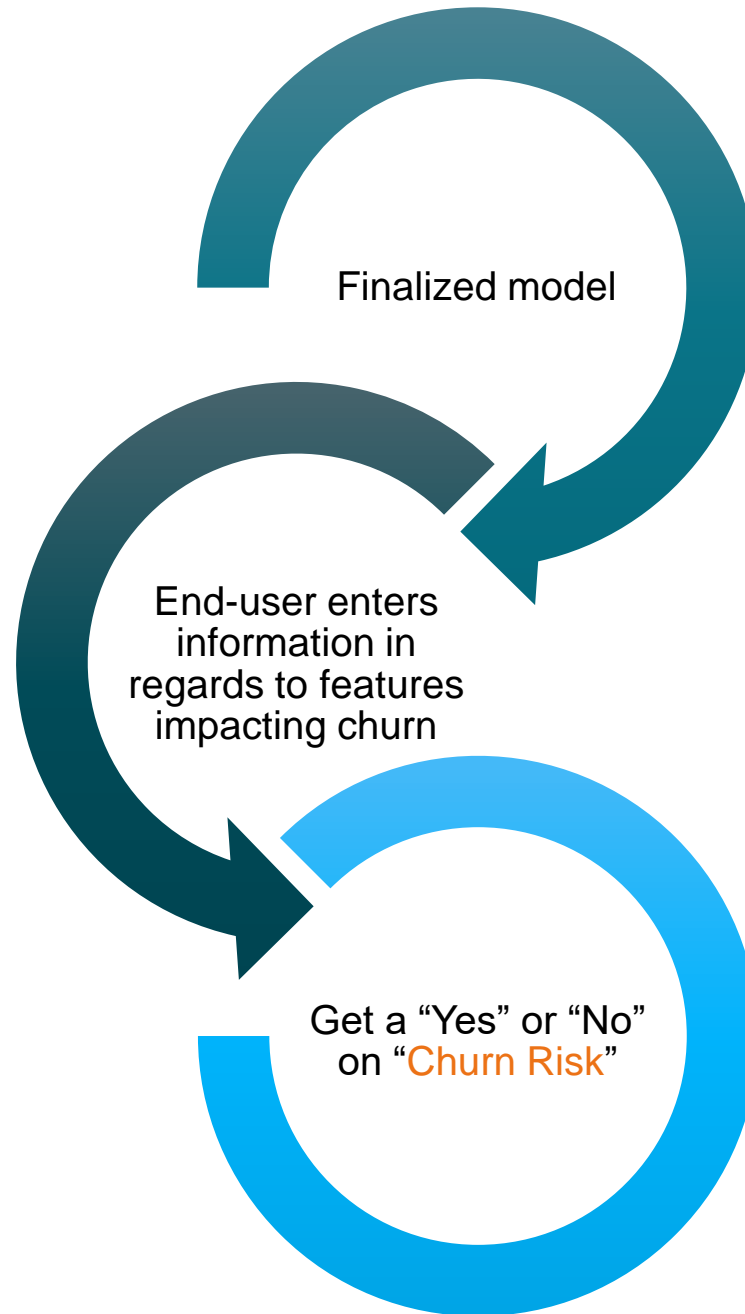 Finalized model
End-user enters
information in
regards to features
impacting churn
Get a “Yes” or “No”
on “Churn Risk”